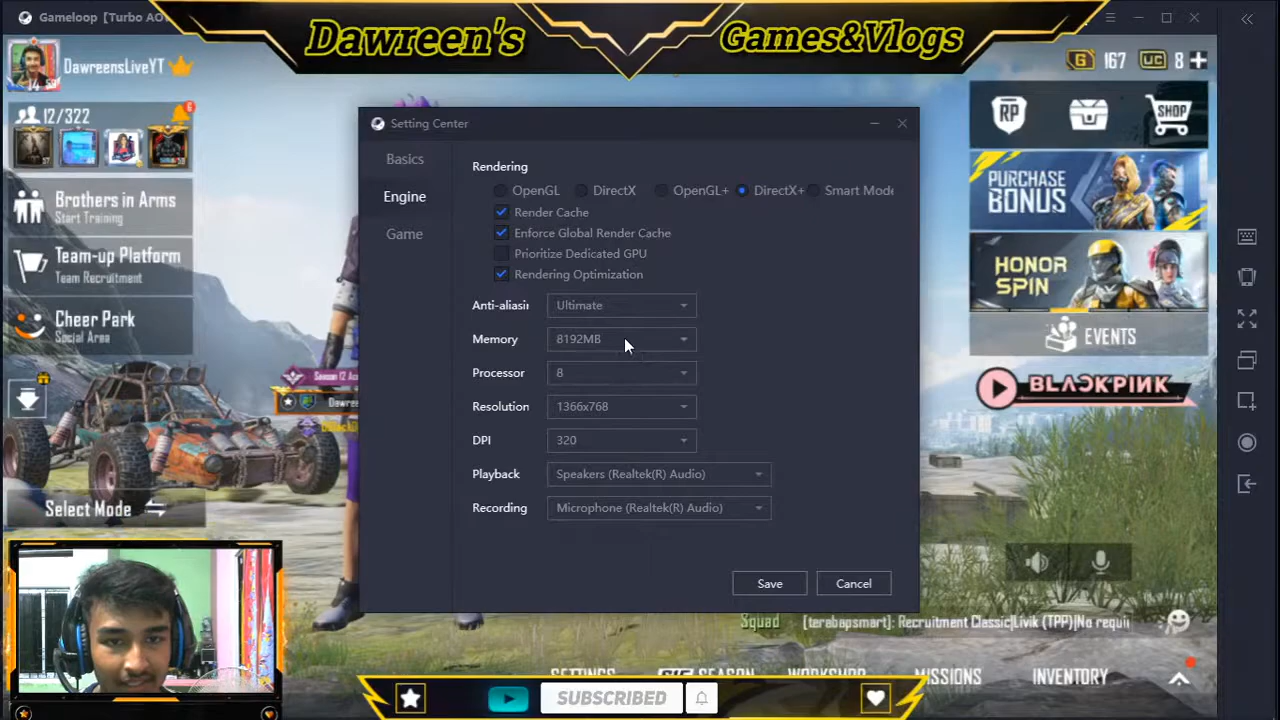 Gameloop [Turbo AO
Dawreen's
Games&Vlogs
DawreensLiveYT
167
UC
8
12/322
6
RP
SHOP
Brothers in Arms
Start Training
Team-up Platform
Team Recruitment
Cheer Park
Social Area
Select Mode
Setting Center
Basics
Engine
Game
Rendering
OpenGL
DirectX
OpenGL+
DirectX+
Smart Mode
Render Cache
Enforce Global Render Cache
Prioritize Dedicated GPU
Rendering Optimization
Anti-aliasin
Ultimate
Memory
8192MB
Processor
8
Resolution
1366x768
DPI
320
Playback
Speakers (Realtek(R) Audio)
Recording
Microphone (Realtek(R) Audio)
Save
Cancel
PURCHASE
BONUS
HONOR
SPIN
EVENTS
BLACKPINK
Squad
[terabapsmart]: Recruitment Classic|Livik (TPP)|No requi
SETTINGS
SEASON
MISSIONS
INVENTORY
SUBSCRIBED